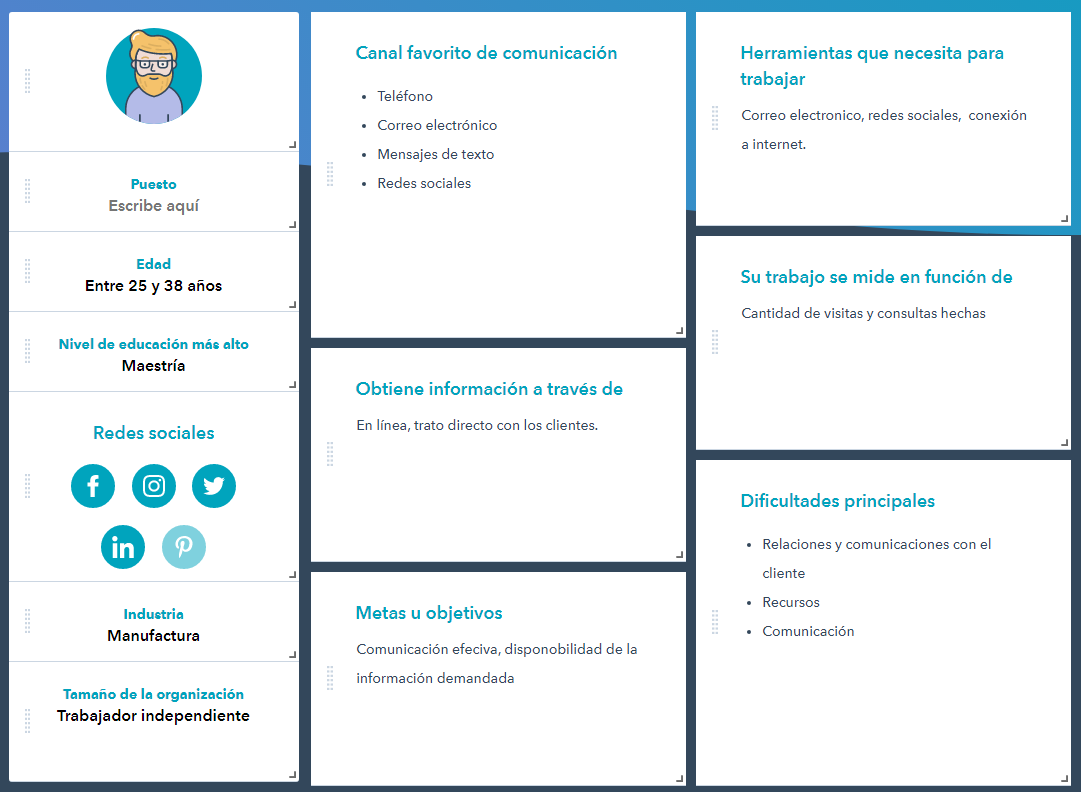 Puesto
Escribe aquí
Edad
Entre 25 y 38 años
Nivel de educación más alto
Maestría
Redes sociales
Industria
Manufactura
Tamaño de la organización
Trabajador independiente
Canal favorito de comunicación
Teléfono
Correo electrónico
Mensajes de texto
Redes sociales
Obtiene información a través de
En línea, trato directo con los clientes.
Metas u objetivos
Comunicación efeciva, disponobilidad de la
información demandada
Herramientas que necesita para
trabajar
Correo electronico, redes sociales, conexión
a internet.
Su trabajo se mide en función de
Cantidad de visitas y consultas hechas
Dificultades principales
Relaciones y comunicaciones con el
cliente
Recursos
Comunicación